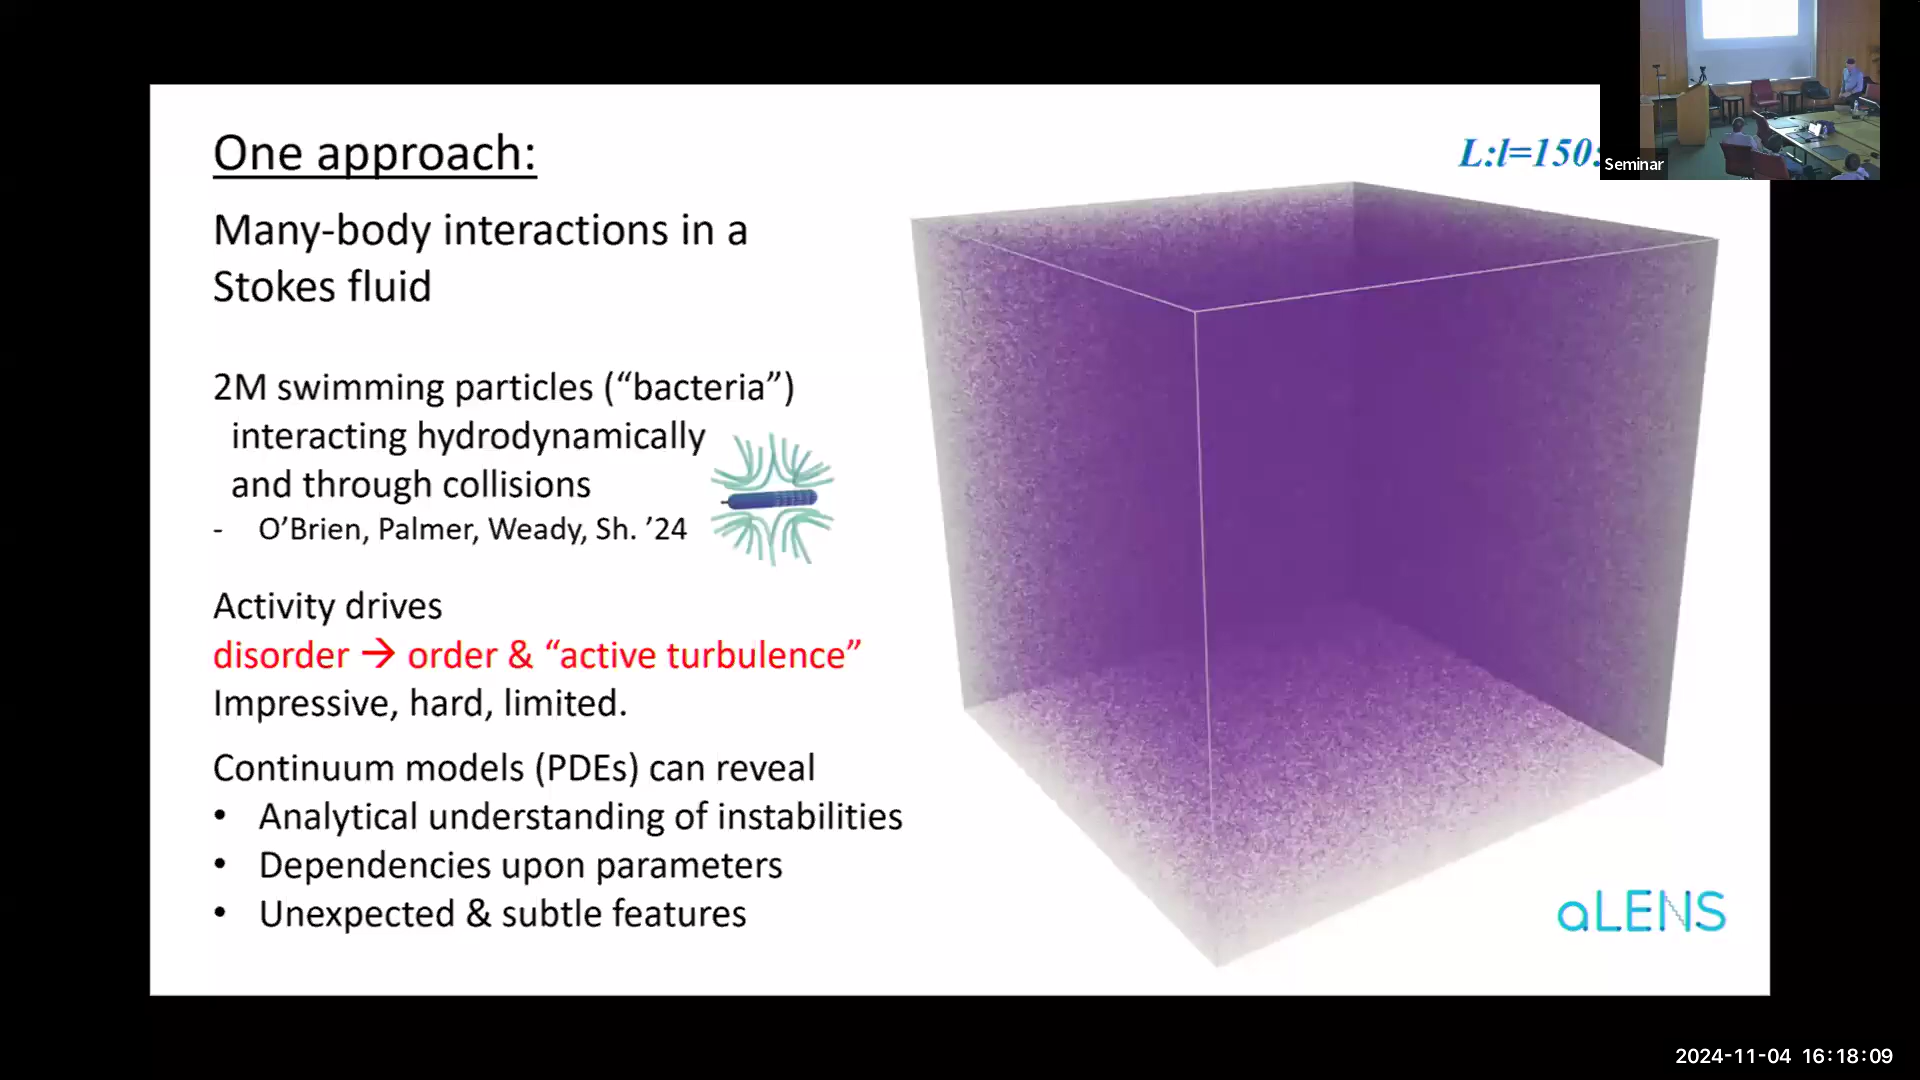 One approach:
L:l=150:
Seminar
Many-body interactions in a
Stokes fluid
2M swimming particles (“bacteria”)
interacting hydrodynamically
and through collisions
- O’Brien, Palmer, Weady, Sh. ’24
Activity drives
disorder → order & “active turbulence”
Impressive, hard, limited.
Continuum models (PDEs) can reveal
• Analytical understanding of instabilities
• Dependencies upon parameters
• Unexpected & subtle features
aLENS
2024-11-04 16:18:09